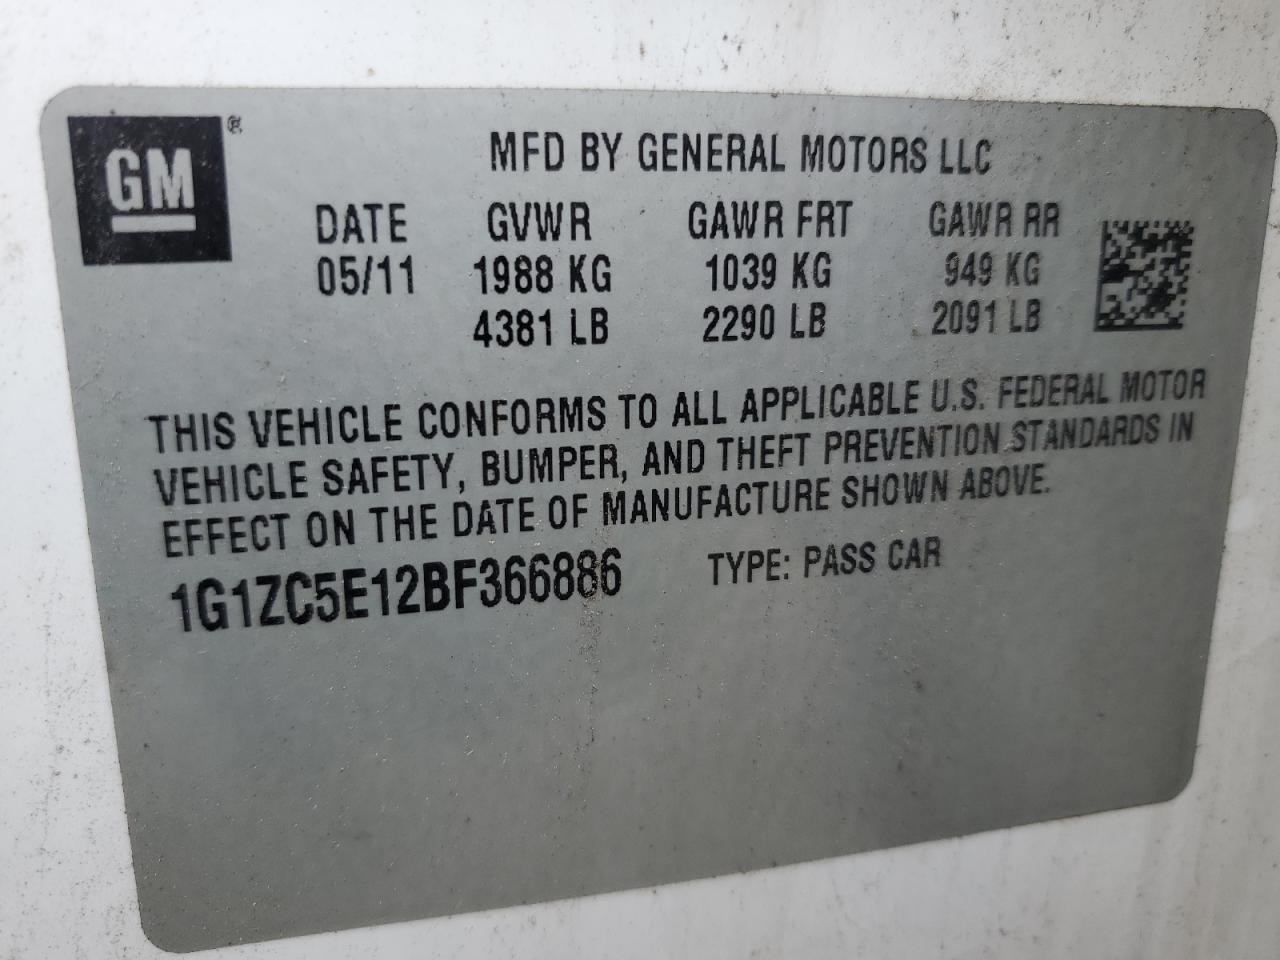 GM®
MFD BY GENERAL MOTORS LLC
DATE GVWR GAWR FRT GAWR RR
05/11 1988 KG 1039 KG 949 KG
4381 LB 2290 LB 2091 LB
THIS VEHICLE CONFORMS TO ALL APPLICABLE U.S. FEDERAL MOTOR
VEHICLE SAFETY, BUMPER, AND THEFT PREVENTION STANDARDS IN
EFFECT ON THE DATE OF MANUFACTURE SHOWN ABOVE.
1G1ZC5E12BF366886 TYPE: PASS CAR